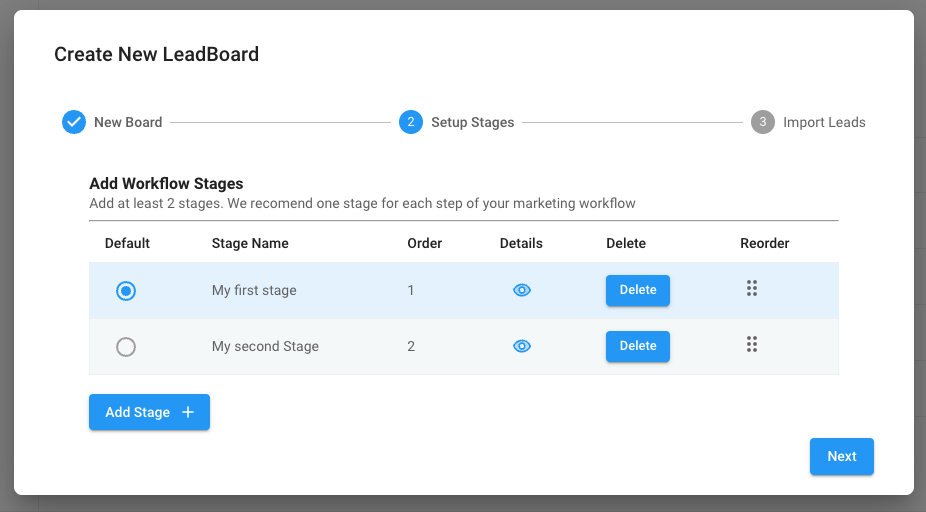 Create New LeadBoard
New Board 2 Setup Stages 3 Import Leads
Add Workflow Stages
Add at least 2 stages. We recomend one stage for each step of your marketing workflow
Default Stage Name Order Details Delete Reorder
My first stage 1 Delete
My second Stage 2 Delete
Add Stage +
Next